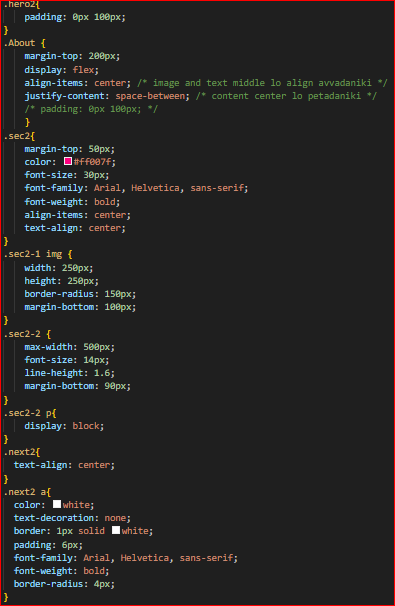 .hero2{
    padding: 0px 100px;
}
.About {
    margin-top: 200px;
    display: flex;
    align-items: center; /* image and text middle lo align avvadaniki */
    justify-content: space-between; /* content center lo petadaniki */
    /* padding: 0px 100px; */
    }
.sec2{
    margin-top: 50px;
    color: #ff007f;
    font-size: 30px;
    font-family: Arial, Helvetica, sans-serif;
    font-weight: bold;
    align-items: center;
    text-align: center;
}
.sec2-1 img {
    width: 250px;
    height: 250px;
    border-radius: 150px;
    margin-bottom: 100px;
}
.sec2-2 {
    max-width: 500px;
    font-size: 14px;
    line-height: 1.6;
    margin-bottom: 90px;
}
.sec2-2 p{
    display: block;
}
.next2{
  text-align: center;
}
.next2 a{
  color: white;
  text-decoration: none;
  border: 1px solid white;
  padding: 6px;
  font-family: Arial, Helvetica, sans-serif;
  font-weight: bold;
  border-radius: 4px;
}